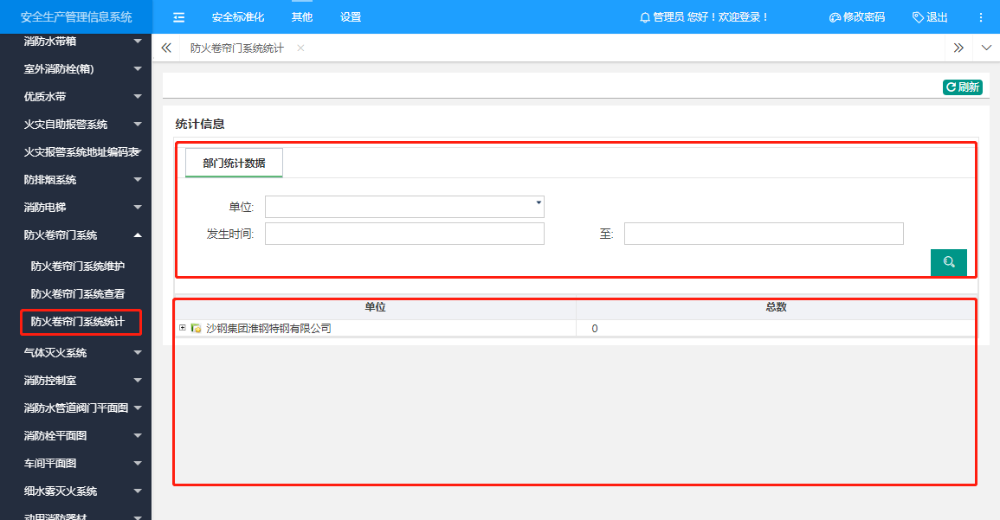 安全生产管理信息系统
安全标准化
其他
设置
管理员 您好！欢迎登录！
修改密码
退出
消防水带箱
室外消防栓(箱)
优质水带
火灾自助报警系统
火灾报警系统地址编码表
防排烟系统
消防电梯
防火卷帘门系统
防火卷帘门系统维护
防火卷帘门系统查看
防火卷帘门系统统计
气体灭火系统
消防控制室
消防水管道阀门平面图
消防栓平面图
车间平面图
细水雾灭火系统
动用消防器材
防火卷帘门系统统计
刷新
统计信息
部门统计数据
单位:
发生时间:
至:
单位
总数
沙钢集团淮钢特钢有限公司
0